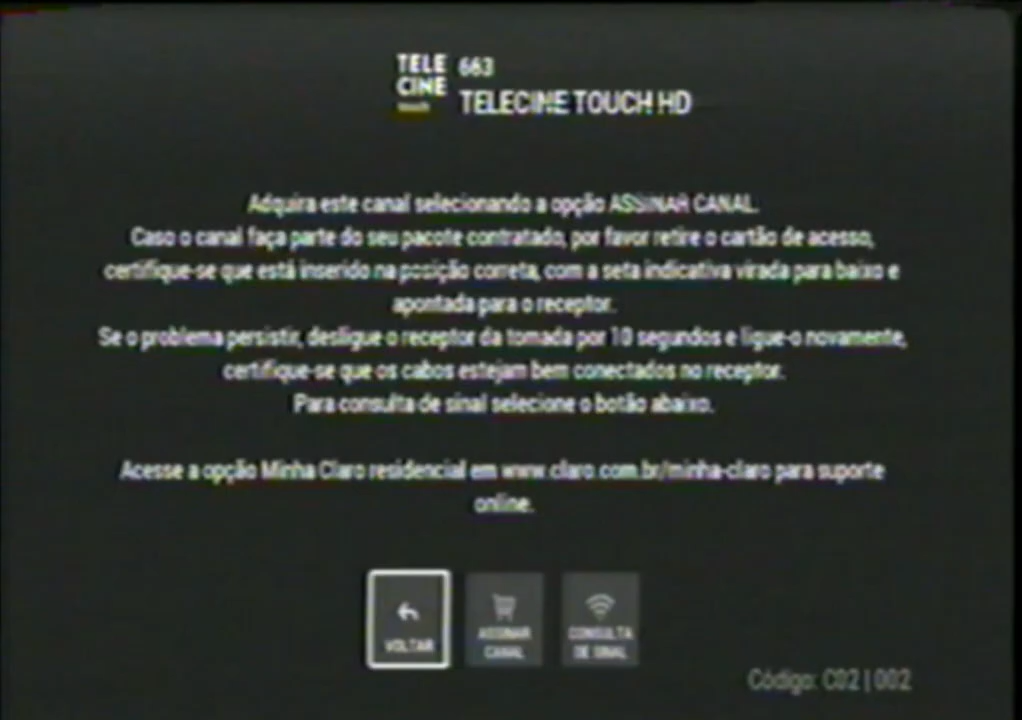 TELE 663
CINE TELECINE TOUCH HD
touch
Adquira este canal selecionando a opção ASSINAR CANAL.
Caso o canal faça parte do seu pacote contratado, por favor retire o cartão de acesso,
certifique-se que está inserido na posição correta, com a seta indicativa virada para baixo e
apontada para o receptor.
Se o problema persistir, desligue o receptor da tomada por 10 segundos e ligue-o novamente,
certifique-se que os cabos estejam bem conectados no receptor.
Para consulta de sinal selecione o botão abaixo.
Acesse a opção Minha Claro residencial em www.claro.com.br/minha-claro para suporte
online.
VOLTAR
ASSINAR
CANAL
CONSULTA
DE SINAL
Código: C02 | 002